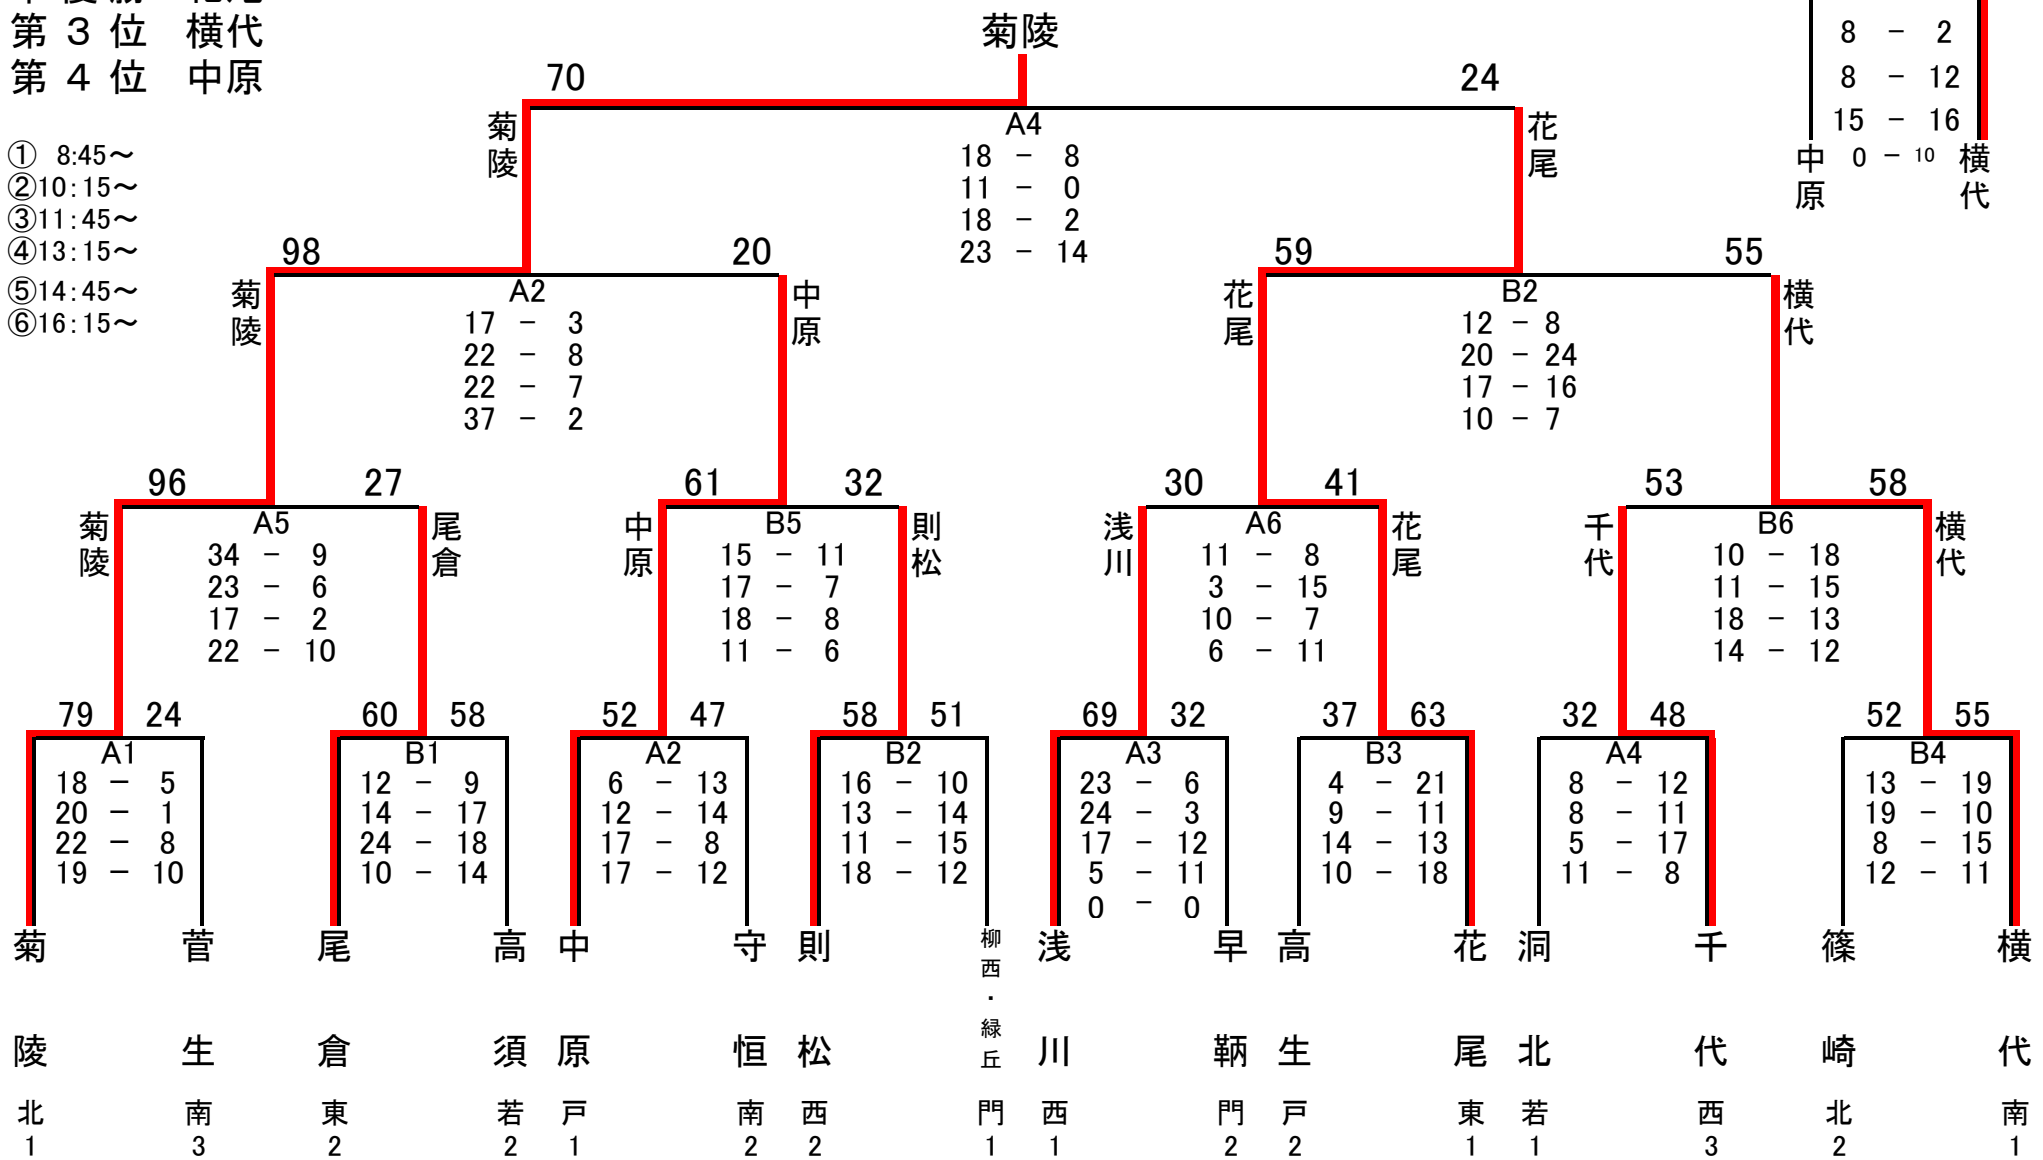 第３位 横代
第４位 中原
菊陵
8 － 2
8 － 12
15 － 16
0 － 10
中原
横代
70
24
菊陵
花尾
A4
18 － 8
11 － 0
18 － 2
23 － 14
① 8:45～
②10:15～
③11:45～
④13:15～
⑤14:45～
⑥16:15～
98
20
菊陵
中原
A2
17 － 3
22 － 8
22 － 7
37 － 2
59
55
花尾
横代
B2
12 － 8
20 － 24
17 － 16
10 － 7
96
27
菊陵
尾倉
A5
34 － 9
23 － 6
17 － 2
22 － 10
61
32
中原
則松
B5
15 － 11
17 － 7
18 － 8
11 － 6
30
41
浅川
花尾
A6
11 － 8
3 － 15
10 － 7
6 － 11
53
58
千代
横代
B6
10 － 18
11 － 15
18 － 13
14 － 12
79 24
A1
18 － 5
20 － 1
22 － 8
19 － 10
60 58
B1
12 － 9
14 － 17
24 － 18
10 － 14
52 47
A2
6 － 13
12 － 14
17 － 8
17 － 12
58 51
B2
16 － 10
13 － 14
11 － 15
18 － 12
69 32
A3
23 － 6
24 － 3
17 － 12
5 － 11
0 － 0
37 63
B3
4 － 21
9 － 11
14 － 13
10 － 18
32 48
A4
8 － 12
8 － 11
5 － 17
11 － 8
52 55
B4
13 － 19
19 － 10
8 － 15
12 － 11
菊陵
北1
菅生
南3
尾倉
東2
高須
若2
中原
戸1
守恒
南2
則松
西2
柳西・緑丘
門1
浅川
西1
早鞆
門2
高生
戸2
花尾
東1
洞北
若1
千代
西3
篠崎
北2
横代
南1